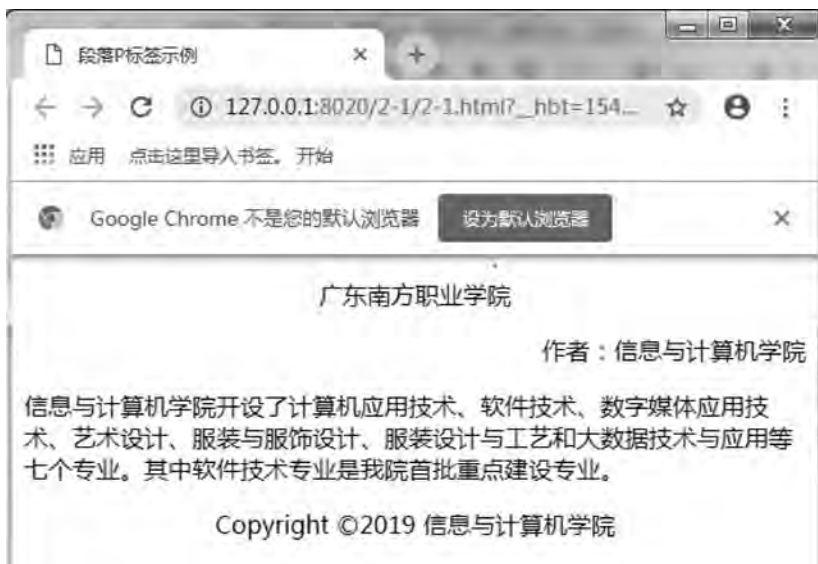 段落P标签示例
127.0.0.1:8020/2-1/2-1.html?__hbt=154...
应用 点击这里导入书签。 开始
Google Chrome 不是您的默认浏览器 设为默认浏览器
广东南方职业学院
作者：信息与计算机学院
信息与计算机学院开设了计算机应用技术、软件技术、数字媒体应用技
术、艺术设计、服装与服饰设计、服装设计与工艺和大数据技术与应用等
七个专业。其中软件技术专业是我院首批重点建设专业。
Copyright ©2019 信息与计算机学院